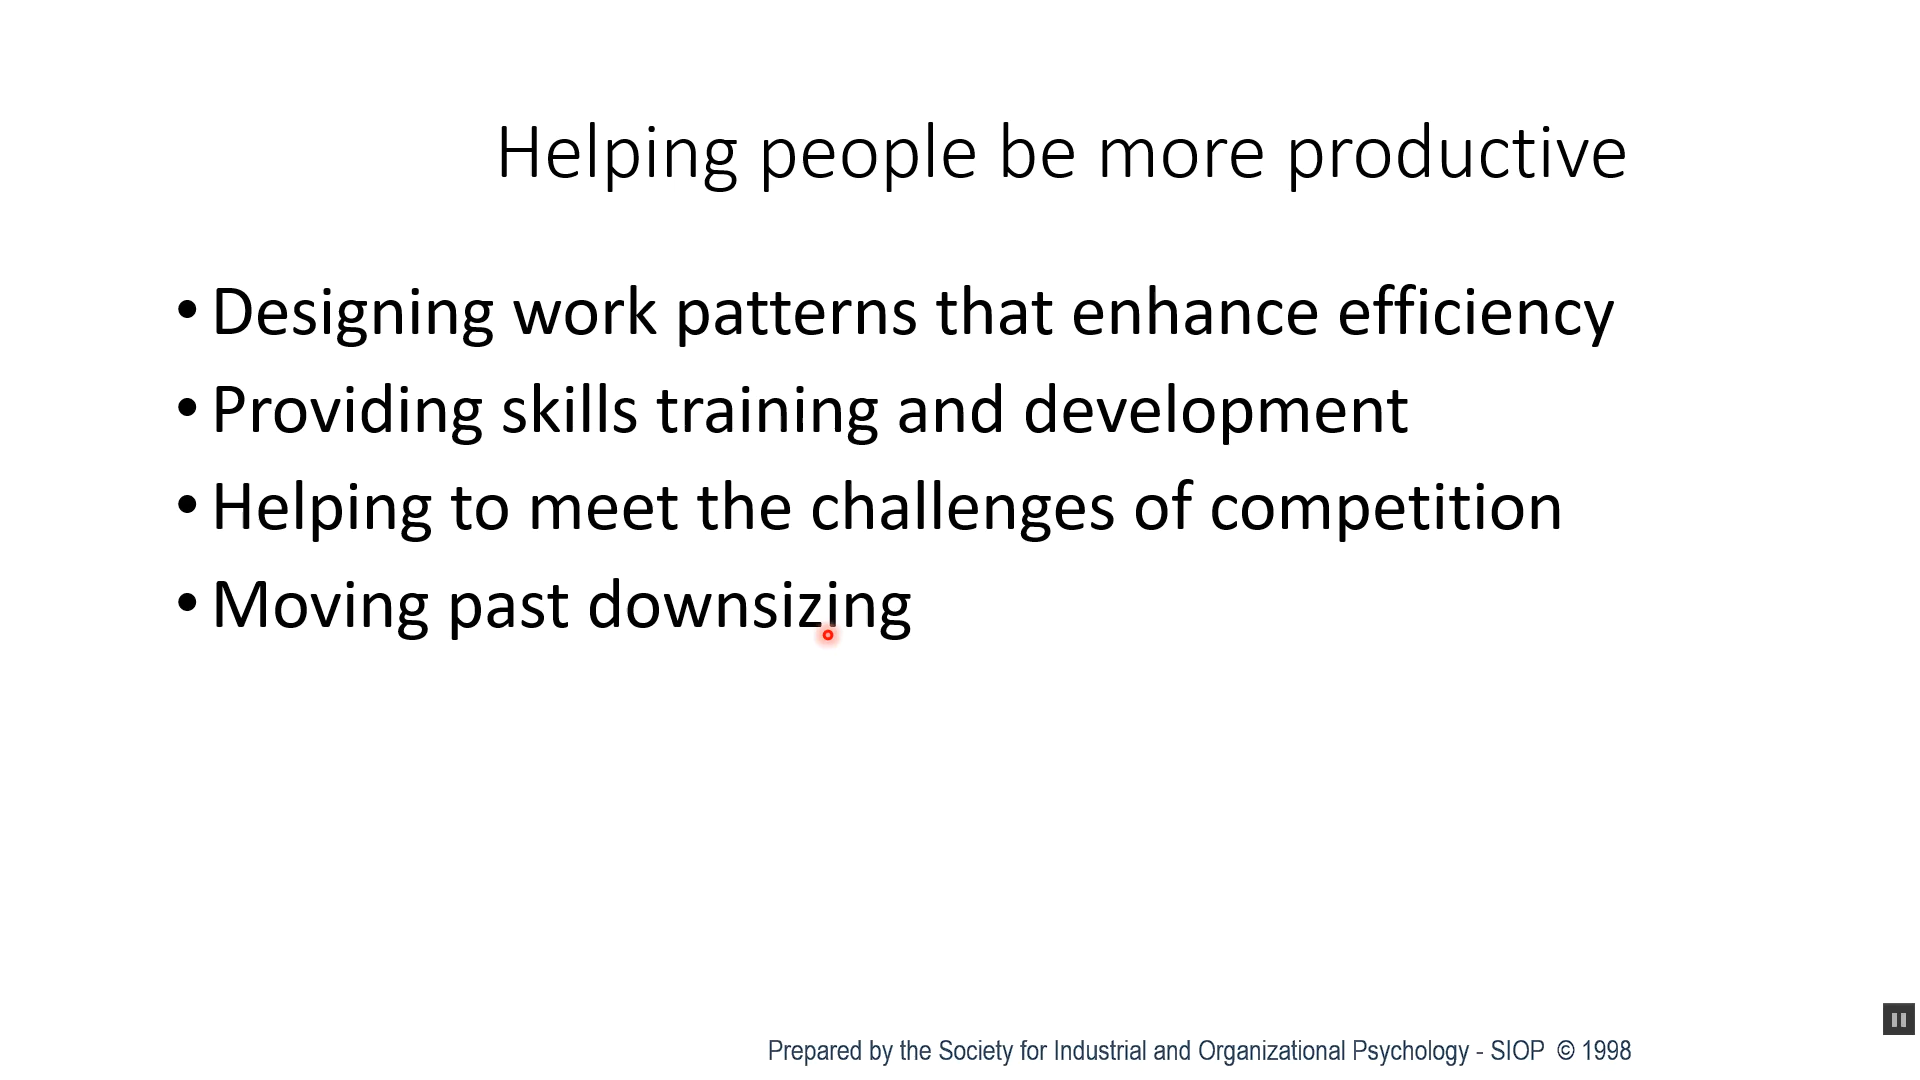 Helping people be more productive
• Designing work patterns that enhance efficiency
• Providing skills training and development
• Helping to meet the challenges of competition
• Moving past downsizing
Prepared by the Society for Industrial and Organizational Psychology - SIOP © 1998